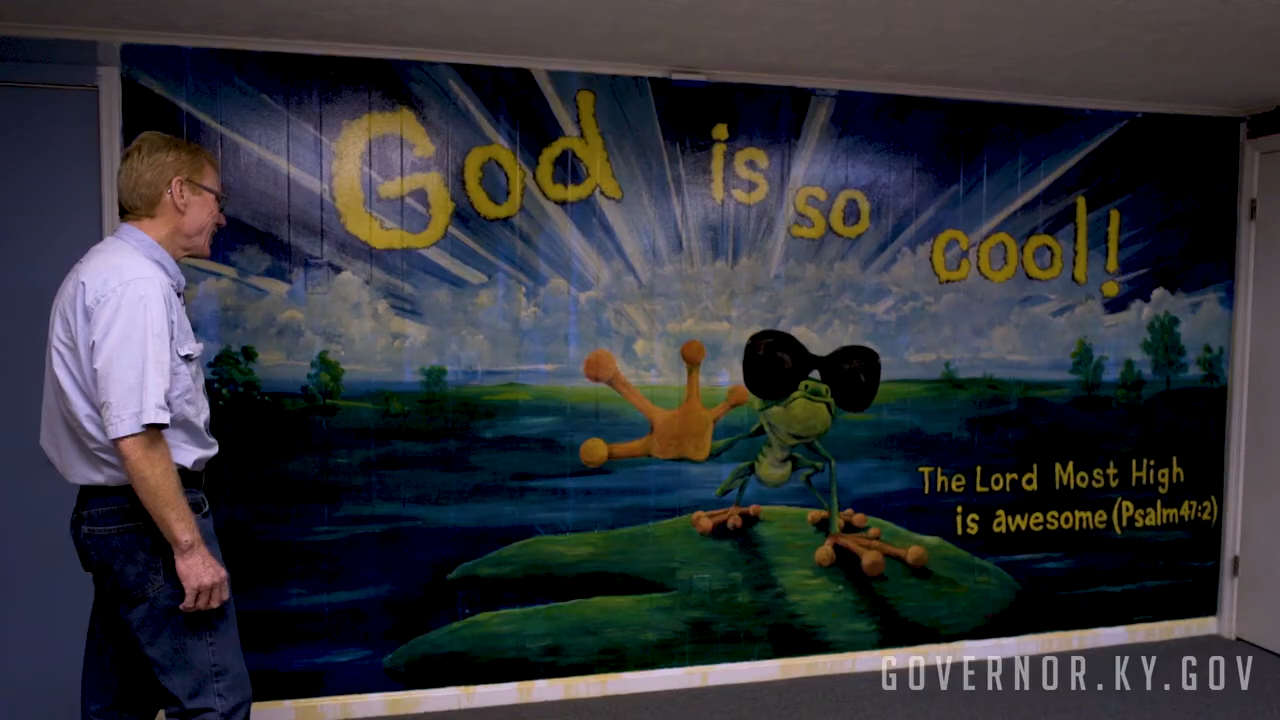 God is so cool!
The Lord Most High
is awesome (Psalm 47:2)
GOVERNOR.KY.GOV